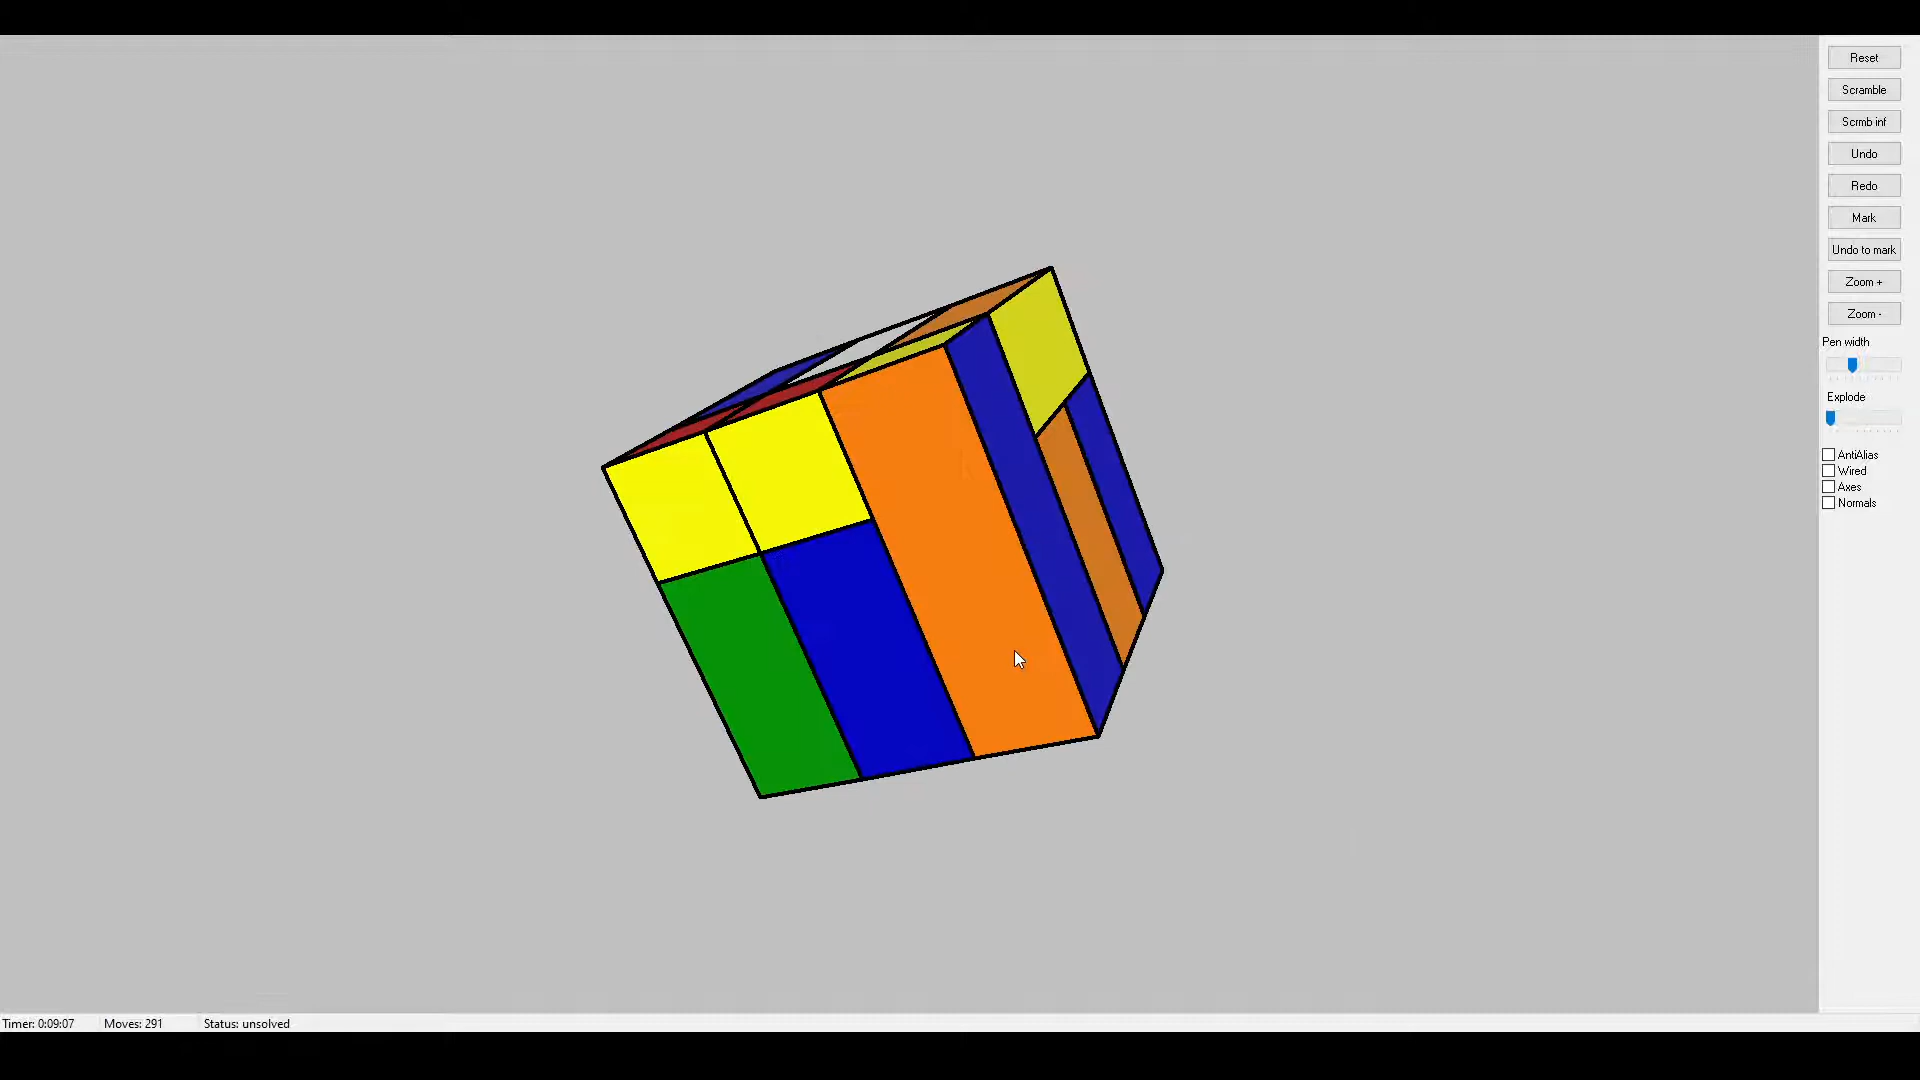 Reset
Scramble
Scrmb inf
Undo
Redo
Mark
Undo to mark
Zoom +
Zoom -
Pen width
Explode
AntiAlias
Wired
Axes
Normals
Timer: 0:09:07 Moves: 291 Status: unsolved